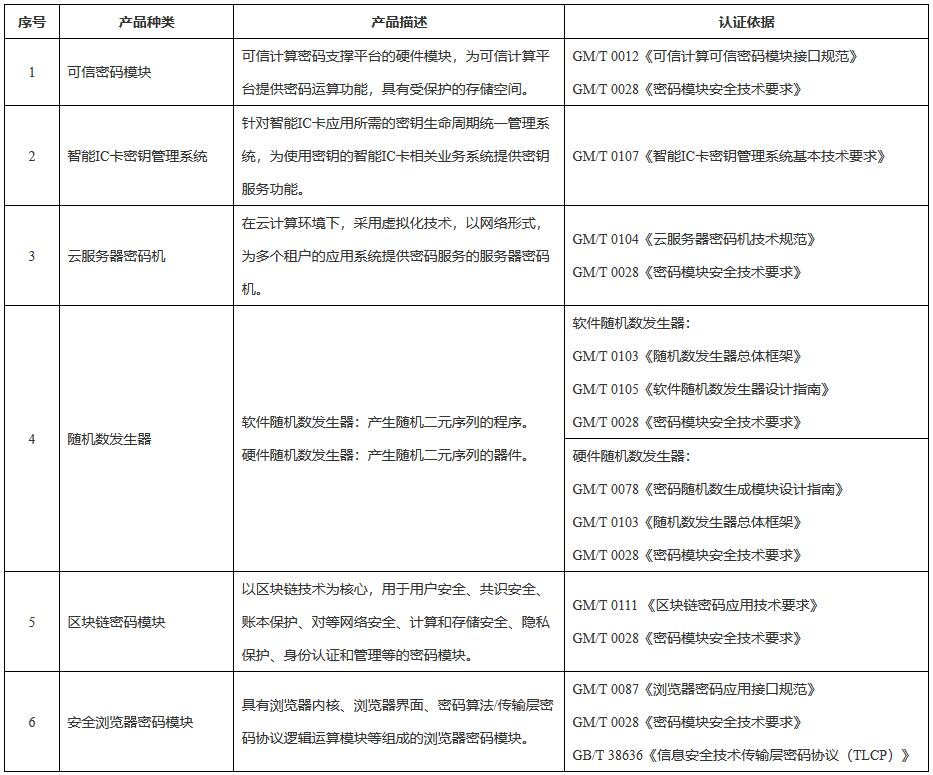 序号 产品种类 产品描述 认证依据
1 可信密码模块
可信计算密码支撑平台的硬件模块，为可信计算平
台提供密码运算功能，具有受保护的存储空间。
GM/T 0012《可信计算可信密码模块接口规范》
GM/T 0028《密码模块安全技术要求》
2 智能IC卡密钥管理系统
针对智能IC卡应用所需的密钥生命周期统一管理系
统，为使用密钥的智能IC卡相关业务系统提供密钥
服务功能。
GM/T 0107《智能IC卡密钥管理系统基本技术要求》
3 云服务器密码机
在云计算环境下，采用虚拟化技术，以网络形式，
为多个租户的应用系统提供密码服务的服务器密码
机。
GM/T 0104《云服务器密码机技术规范》
GM/T 0028《密码模块安全技术要求》
4 随机数发生器
软件随机数发生器：产生随机二元序列的程序。
硬件随机数发生器：产生随机二元序列的器件。
软件随机数发生器：
GM/T 0103《随机数发生器总体框架》
GM/T 0105《软件随机数发生器设计指南》
GM/T 0028《密码模块安全技术要求》
硬件随机数发生器：
GM/T 0078《密码随机数生成模块设计指南》
GM/T 0103《随机数发生器总体框架》
GM/T 0028《密码模块安全技术要求》
5 区块链密码模块
以区块链技术为核心，用于用户安全、共识安全、
账本保护、对等网络安全、计算和存储安全、隐私
保护、身份认证和管理等的密码模块。
GM/T 0111 《区块链密码应用技术要求》
GM/T 0028《密码模块安全技术要求》
6 安全浏览器密码模块
具有浏览器内核、浏览器界面、密码算法/传输层密
码协议逻辑运算模块等组成的浏览器密码模块。
GM/T 0087《浏览器密码应用接口规范》
GM/T 0028《密码模块安全技术要求》
GB/T 38636《信息安全技术传输层密码协议（TLCP）》